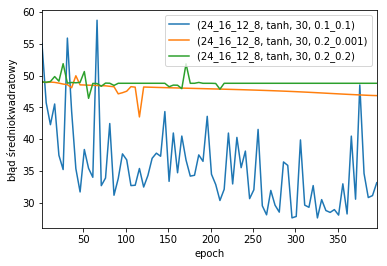 (24_16_12_8, tanh, 30, 0.1_0.1)
(24_16_12_8, tanh, 30, 0.2_0.001)
(24_16_12_8, tanh, 30, 0.2_0.2)
błąd średniokwadratowy
60
55
50
45
40
35
30
50 100 150 200 250 300 350
epoch